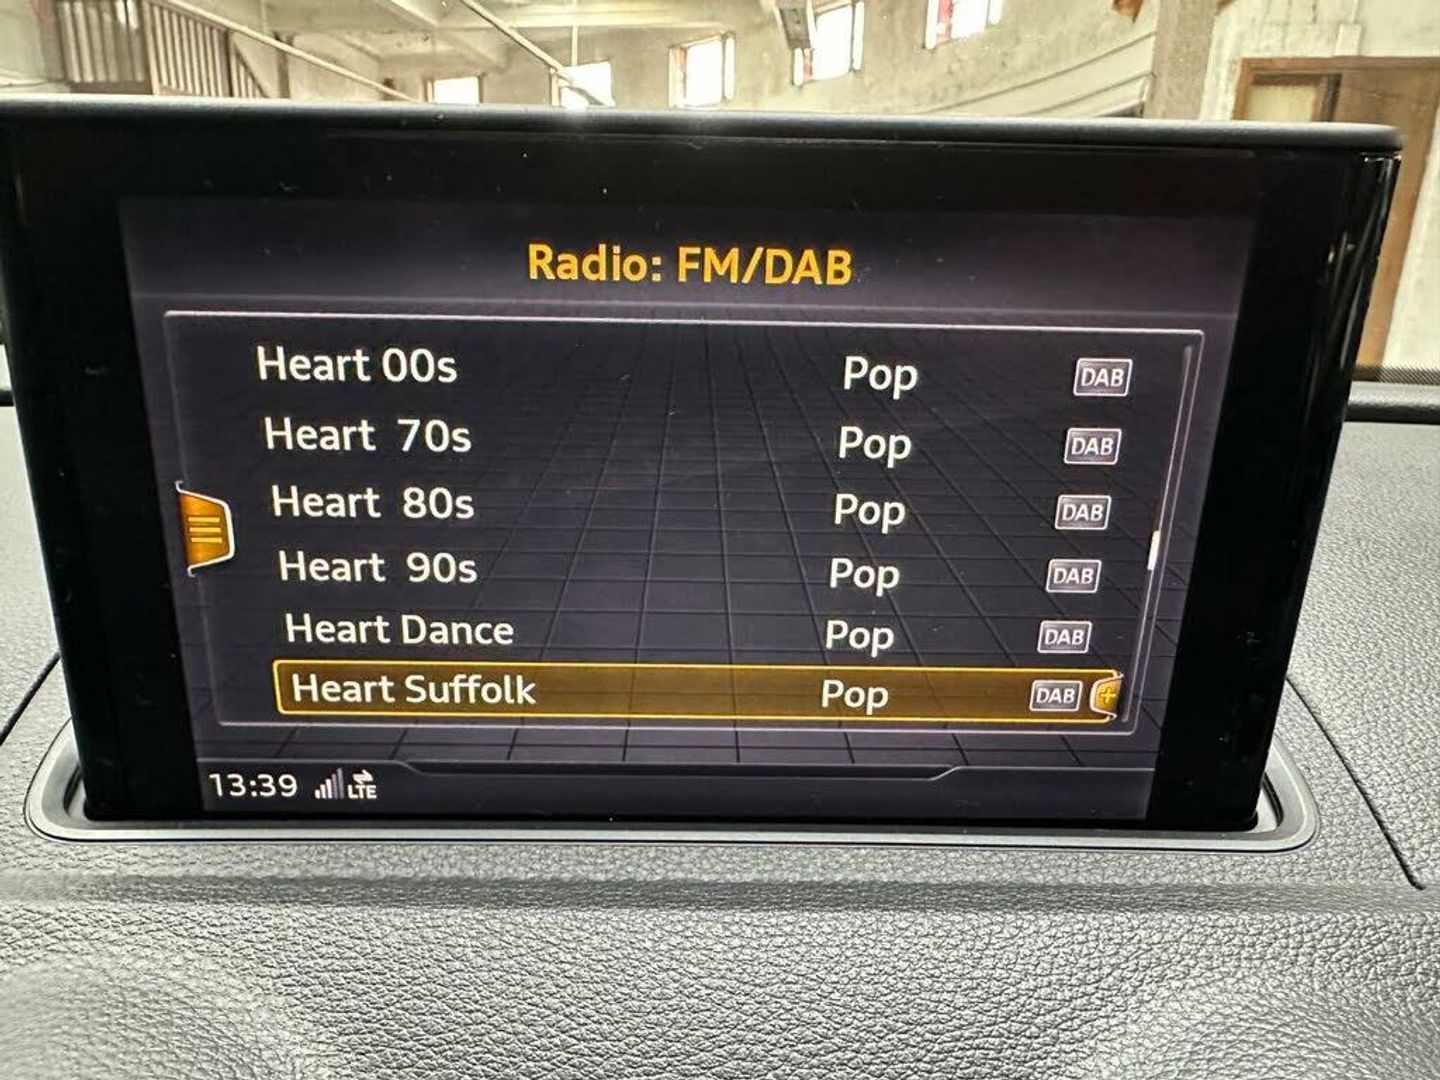 Radio: FM/DAB
Heart 00s Pop DAB
Heart 70s Pop DAB
Heart 80s Pop DAB
Heart 90s Pop DAB
Heart Dance Pop DAB
Heart Suffolk Pop DAB +
13:39 LTE